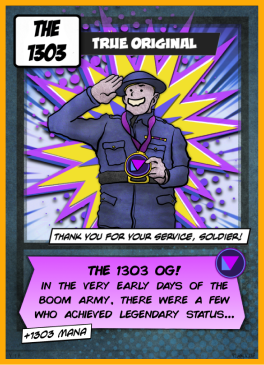 THE
1303
TRUE ORIGINAL
THANK YOU FOR YOUR SERVICE, SOLDIER!
THE 1303 OG!
IN THE VERY EARLY DAYS OF THE
BOOM ARMY, THERE WERE A FEW
WHO ACHIEVED LEGENDARY STATUS...
+1303 MANA